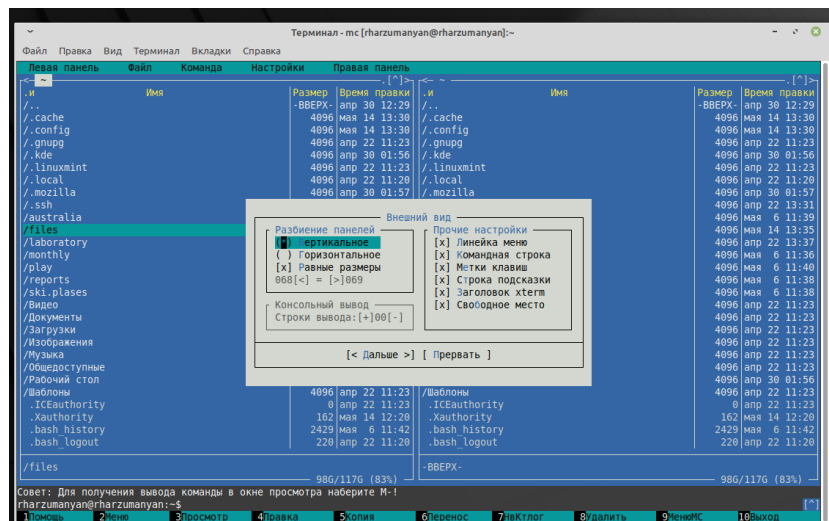 Терминал - mc [rharzumanyan@rharzumanyan]:~
Файл Правка Вид Терминал Вкладки Справка
Левая панель Файл Команда Настройки Правая панель
<- ~ .[^]> <- ~ .[^]>
.и Имя Размер Время правки .и Имя Размер Время правки
/.. -ВВЕРХ- апр 30 12:29 /.. -ВВЕРХ- апр 30 12:29
/.cache 4096 мая 14 13:30 /.cache 4096 мая 14 13:30
/.config 4096 мая 14 13:30 /.config 4096 мая 14 13:30
/.gnupg 4096 апр 22 11:23 /.gnupg 4096 апр 22 11:23
/.kde 4096 апр 30 01:56 /.kde 4096 апр 30 01:56
/.linuxmint 4096 апр 22 11:23 /.linuxmint 4096 апр 22 11:23
/.local 4096 апр 22 11:20 /.local 4096 апр 22 11:20
/.mozilla 4096 апр 30 01:57 /.mozilla 4096 апр 30 01:57
/.ssh 4096 апр 22 13:31
/australia Внешний вид 4096 мая 6 11:39
/files Разбиение панелей Прочие настройки 4096 мая 14 13:35
/laboratory (*) Вертикальное [x] Линейка меню 4096 апр 22 13:37
/monthly ( ) Горизонтальное [x] Командная строка 4096 мая 6 11:36
/play [x] Равные размеры [x] Метки клавиш 4096 мая 6 11:40
/reports 068[<] = [>]069 [x] Строка подсказки 4096 мая 6 11:38
/ski.plases [x] Заголовок xterm 4096 мая 6 11:38
/Видео Консольный вывод [x] Свободное место 4096 апр 22 11:23
/Документы Строки вывода:[+]00[-] 4096 апр 22 11:23
/Загрузки 4096 апр 22 11:23
/Изображения 4096 апр 22 11:23
/Музыка [< Дальше >] [ Прервать ] 4096 апр 22 11:23
/Общедоступные 4096 апр 22 11:23
/Рабочий стол 4096 апр 30 01:56
/Шаблоны 4096 апр 22 11:23 /Шаблоны 4096 апр 22 11:23
.ICEauthority 0 апр 22 11:23 .ICEauthority 0 апр 22 11:23
.Xauthority 162 мая 14 12:20 .Xauthority 162 мая 14 12:20
.bash_history 2429 мая 6 11:42 .bash_history 2429 мая 6 11:42
.bash_logout 220 апр 22 11:20 .bash_logout 220 апр 22 11:20
/files -ВВЕРХ-
98G/117G (83%) 98G/117G (83%)
Совет: Для получения вывода команды в окне просмотра наберите M-!
rharzumanyan@rharzumanyan:~$ [^]
1Помощь 2Меню 3Просмотр 4Правка 5Копия 6Перенос 7НвКтлог 8Удалить 9МенюMC 10Выход